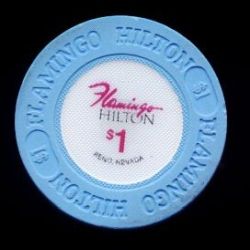 FLAMINGO HILTON
$1
FLAMINGO HILTON
$1
Flamingo
HILTON
$1
RENO, NEVADA